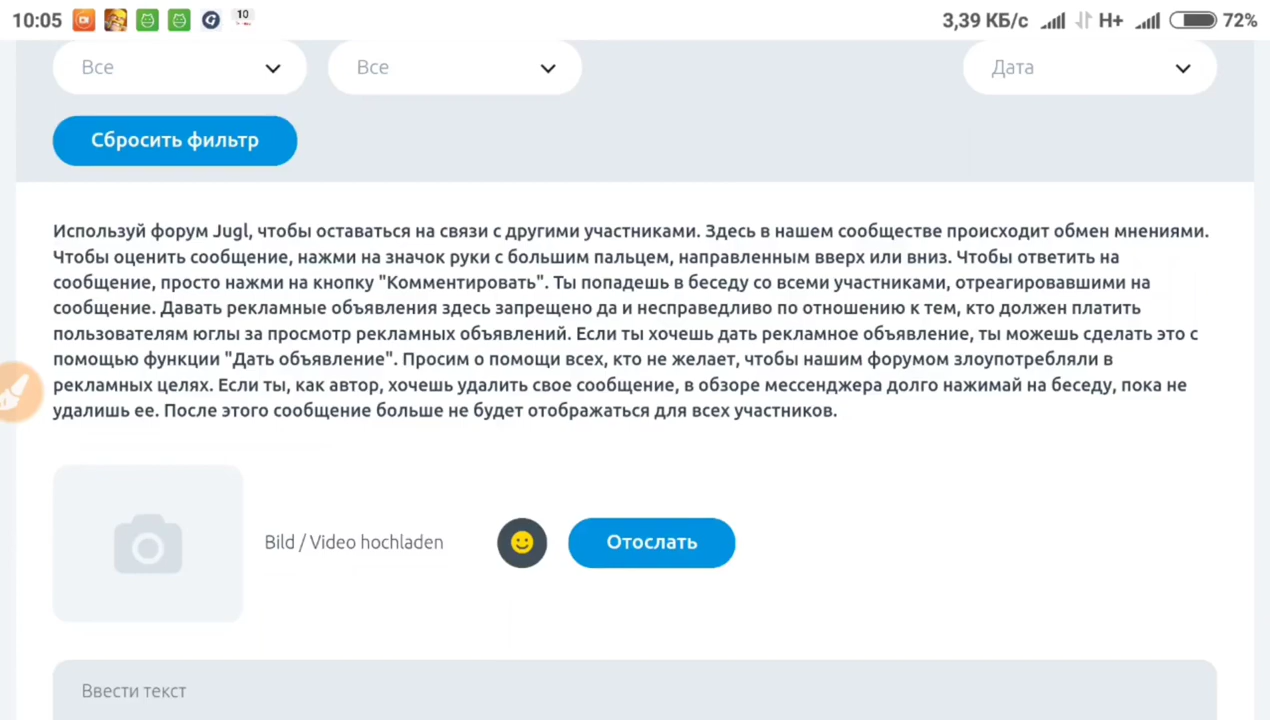 10:05 10 3,39 КБ/с H+ 72%
Все Все Дата
Сбросить фильтр
Используй форум Jugl, чтобы оставаться на связи с другими участниками. Здесь в нашем сообществе происходит обмен мнениями.
Чтобы оценить сообщение, нажми на значок руки с большим пальцем, направленным вверх или вниз. Чтобы ответить на
сообщение, просто нажми на кнопку "Комментировать". Ты попадешь в беседу со всеми участниками, отреагировавшими на
сообщение. Давать рекламные объявления здесь запрещено да и несправедливо по отношению к тем, кто должен платить
пользователям юглы за просмотр рекламных объявлений. Если ты хочешь дать рекламное объявление, ты можешь сделать это с
помощью функции "Дать объявление". Просим о помощи всех, кто не желает, чтобы нашим форумом злоупотребляли в
рекламных целях. Если ты, как автор, хочешь удалить свое сообщение, в обзоре мессенджера долго нажимай на беседу, пока не
удалишь ее. После этого сообщение больше не будет отображаться для всех участников.
Bild / Video hochladen Отослать
Ввести текст